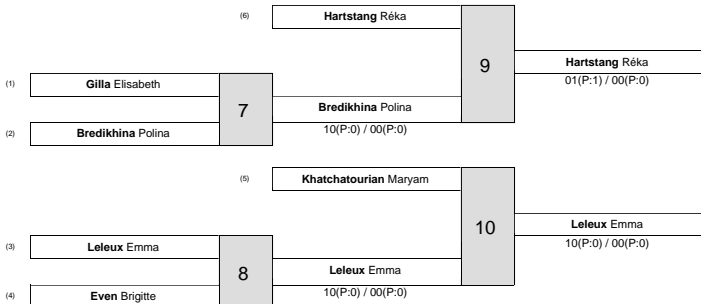 (6) Hartstang Réka
9
Hartstang Réka
01(P:1) / 00(P:0)
(1) Gilla Elisabeth
7
Bredikhina Polina
10(P:0) / 00(P:0)
(2) Bredikhina Polina
(5) Khatchatourian Maryam
10
Leleux Emma
10(P:0) / 00(P:0)
(3) Leleux Emma
8
Leleux Emma
10(P:0) / 00(P:0)
(4) Even Brigitte